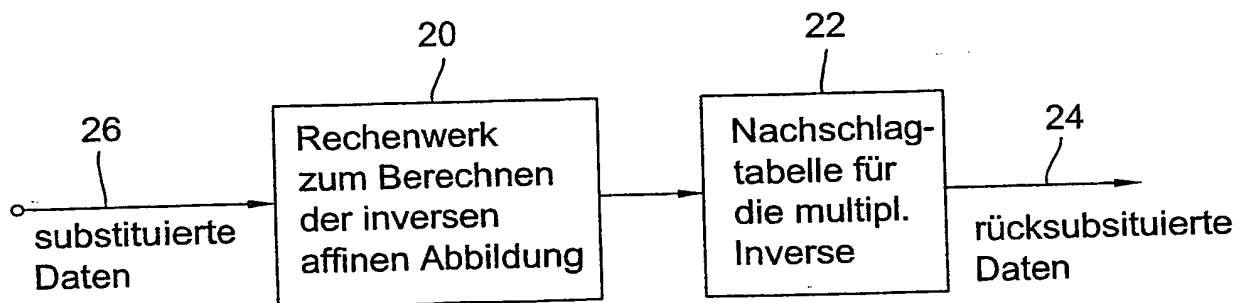 20
22
26
24
Rechenwerk
zum Berechnen
der inversen
affinen Abbildung
Nachschlag-
tabelle für
die multipl.
Inverse
substituierte
Daten
rücksubsituierte
Daten